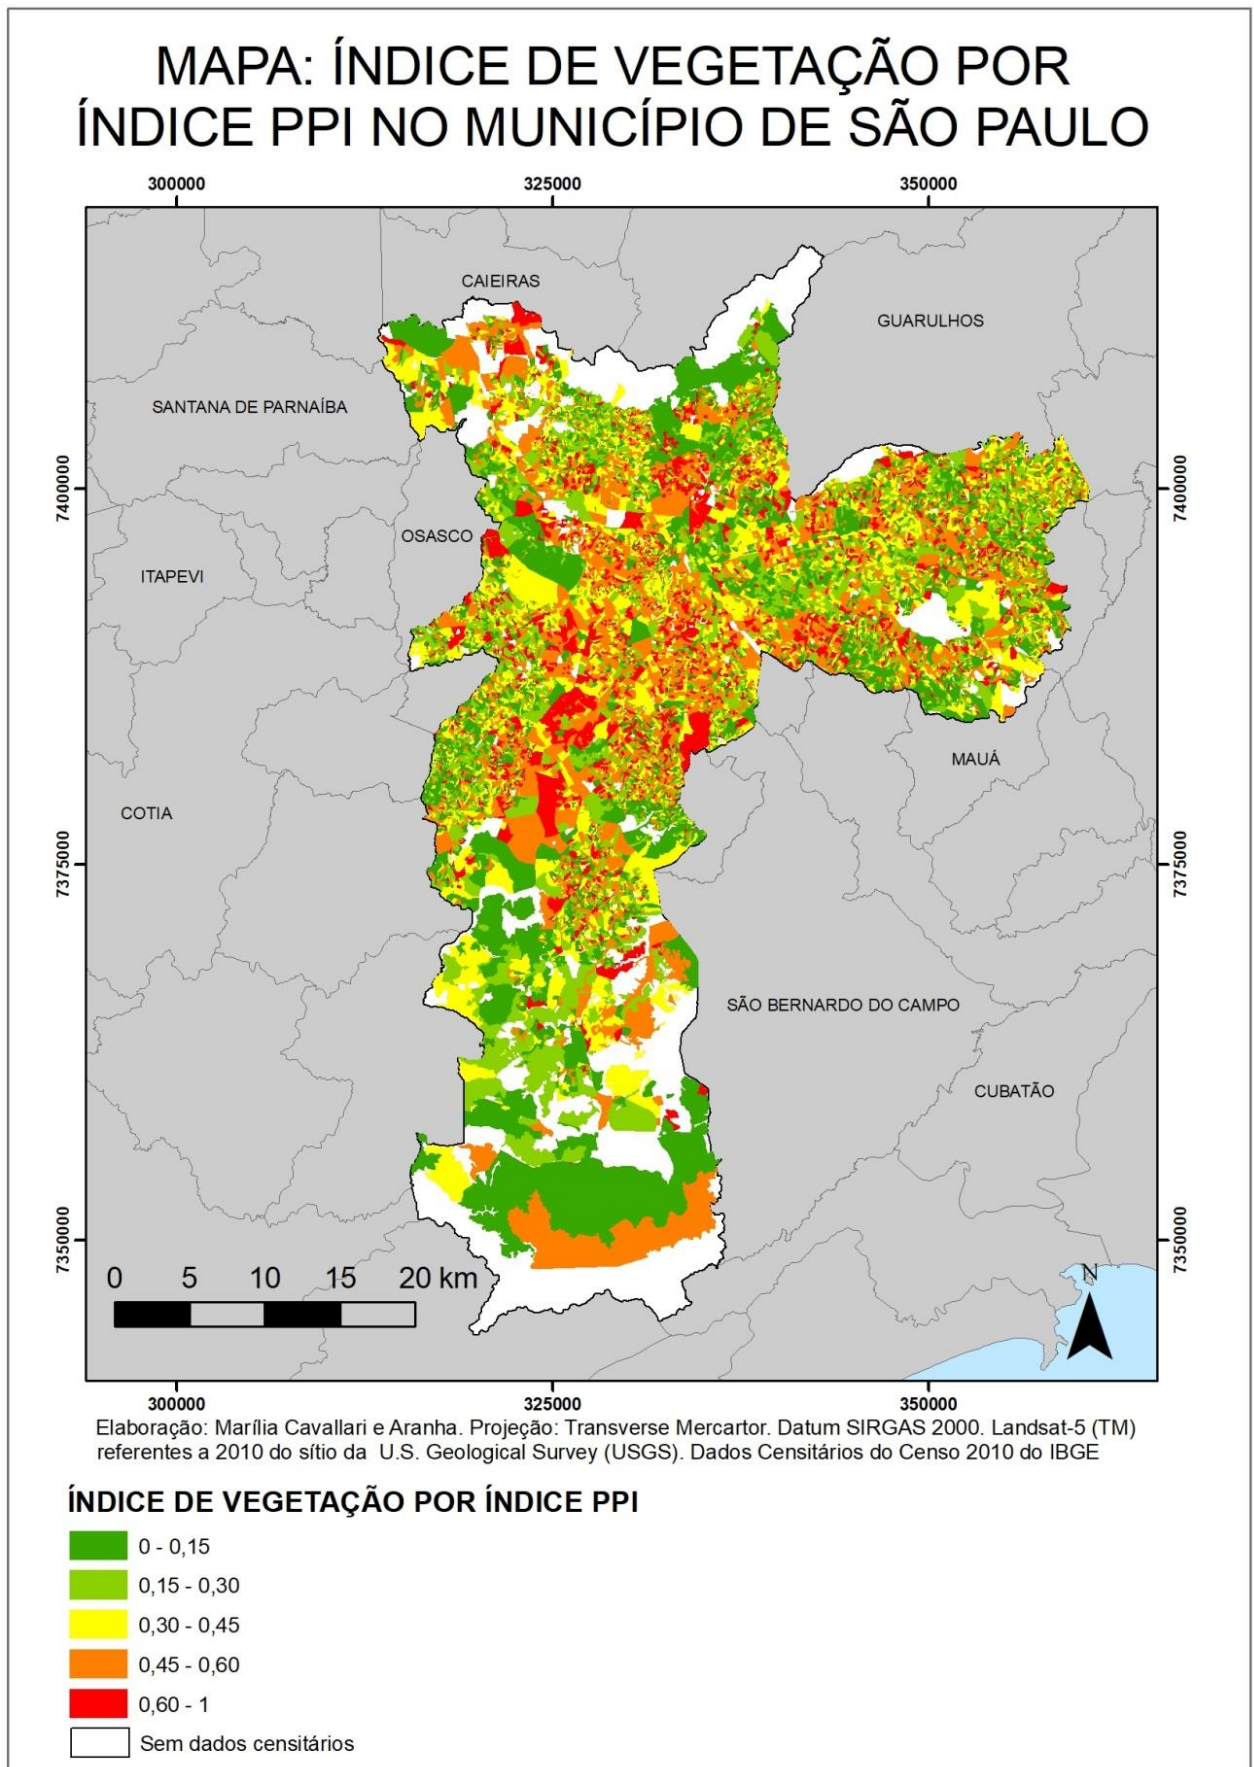 MAPA: ÍNDICE DE VEGETAÇÃO POR
ÍNDICE PPI NO MUNICÍPIO DE SÃO PAULO
300000
325000
350000
CAIEIRAS
GUARULHOS
SANTANA DE PARNAÍBA
7400000
7400000
OSASCO
ITAPEVI
MAUÁ
COTIA
7375000
7375000
SÃO BERNARDO DO CAMPO
CUBATÃO
7350000
7350000
0 5 10 15 20 km
N
300000
325000
350000
Elaboração: Marília Cavallari e Aranha. Projeção: Transverse Mercartor. Datum SIRGAS 2000. Landsat-5 (TM)
referentes a 2010 do sítio da U.S. Geological Survey (USGS). Dados Censitários do Censo 2010 do IBGE
ÍNDICE DE VEGETAÇÃO POR ÍNDICE PPI
0 - 0,15
0,15 - 0,30
0,30 - 0,45
0,45 - 0,60
0,60 - 1
Sem dados censitários